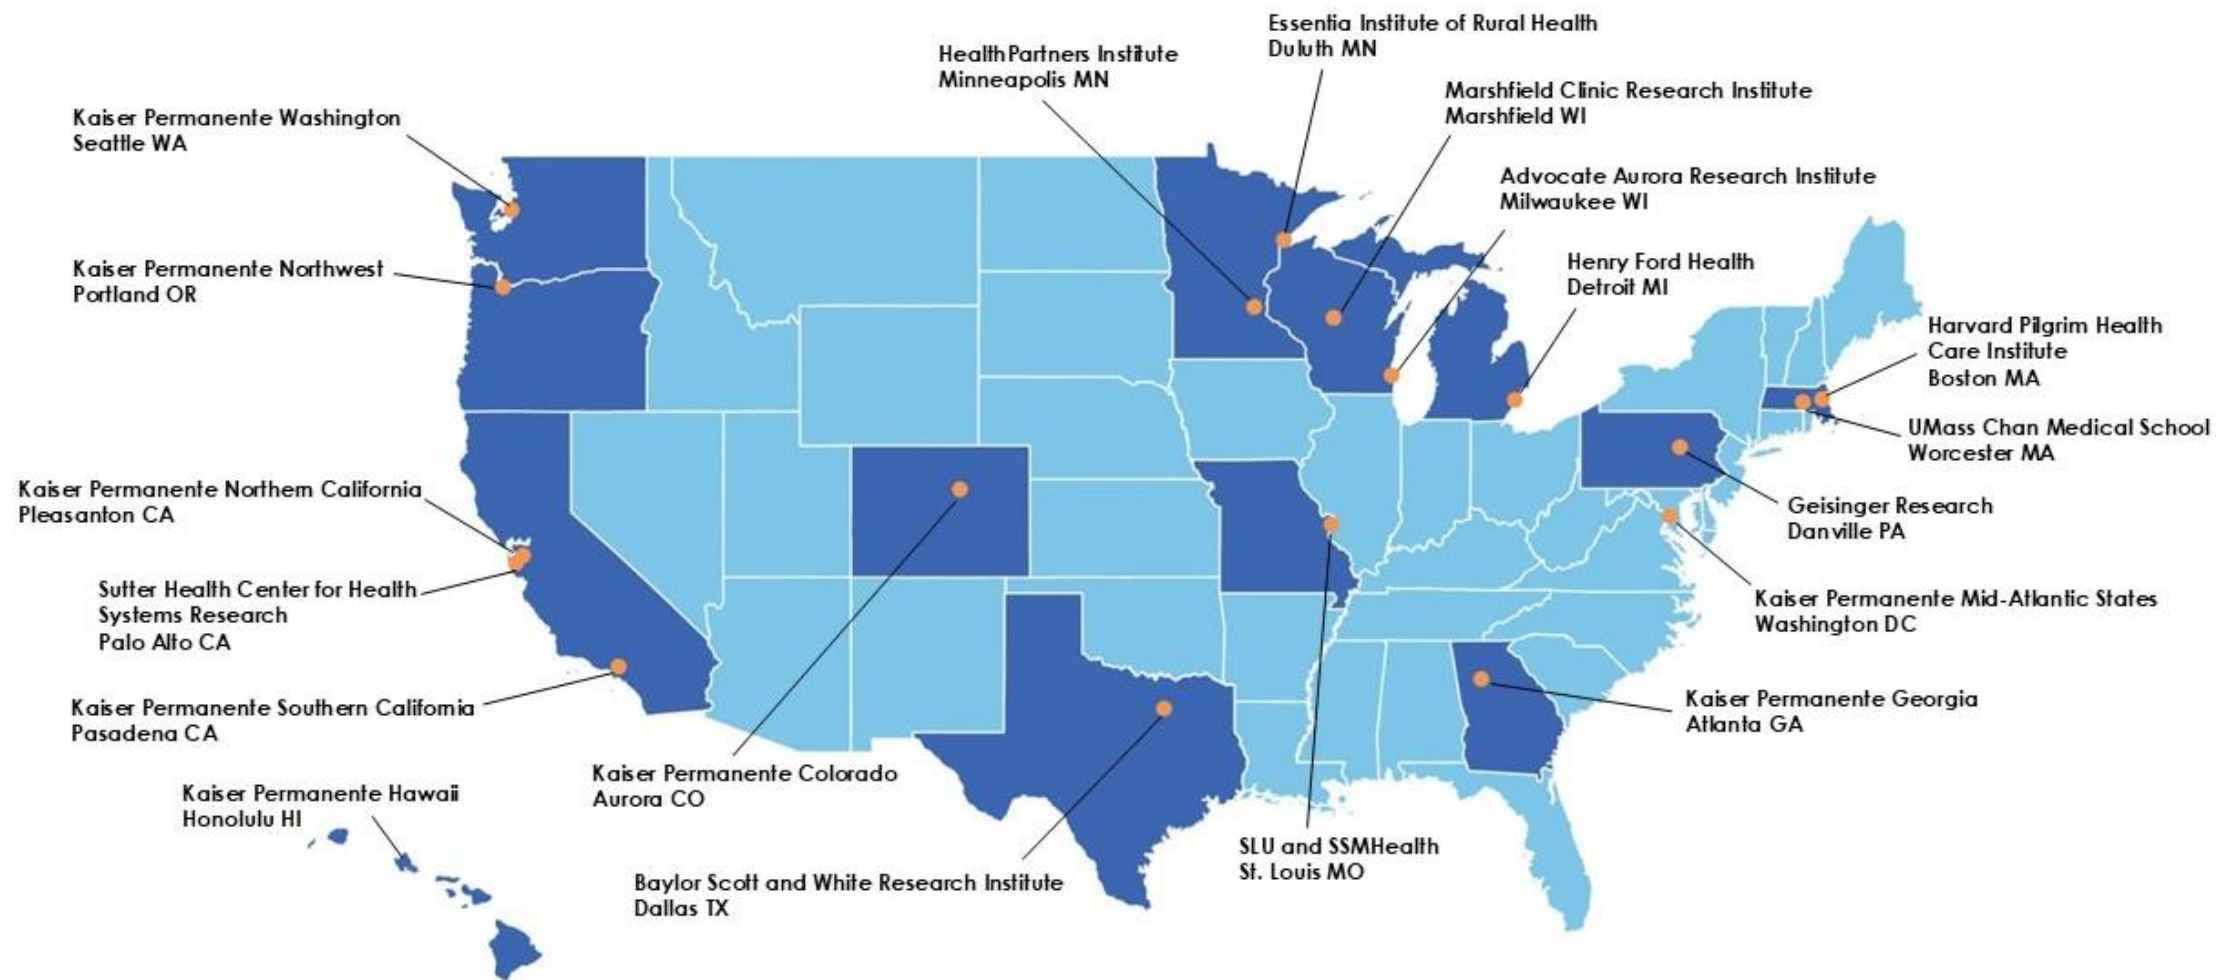 Essentia Institute of Rural Health
Duluth MN
HealthPartners Institute
Minneapolis MN
Marshfield Clinic Research Institute
Marshfield WI
Kaiser Permanente Washington
Seattle WA
Advocate Aurora Research Institute
Milwaukee WI
Kaiser Permanente Northwest
Portland OR
Henry Ford Health
Detroit MI
Harvard Pilgrim Health
Care Institute
Boston MA
UMass Chan Medical School
Worcester MA
Kaiser Permanente Northern California
Pleasanton CA
Geisinger Research
Danville PA
Sutter Health Center for Health
Systems Research
Palo Alto CA
Kaiser Permanente Mid-Atlantic States
Washington DC
Kaiser Permanente Southern California
Pasadena CA
Kaiser Permanente Georgia
Atlanta GA
Kaiser Permanente Colorado
Aurora CO
Kaiser Permanente Hawaii
Honolulu HI
SLU and SSMHealth
St. Louis MO
Baylor Scott and White Research Institute
Dallas TX